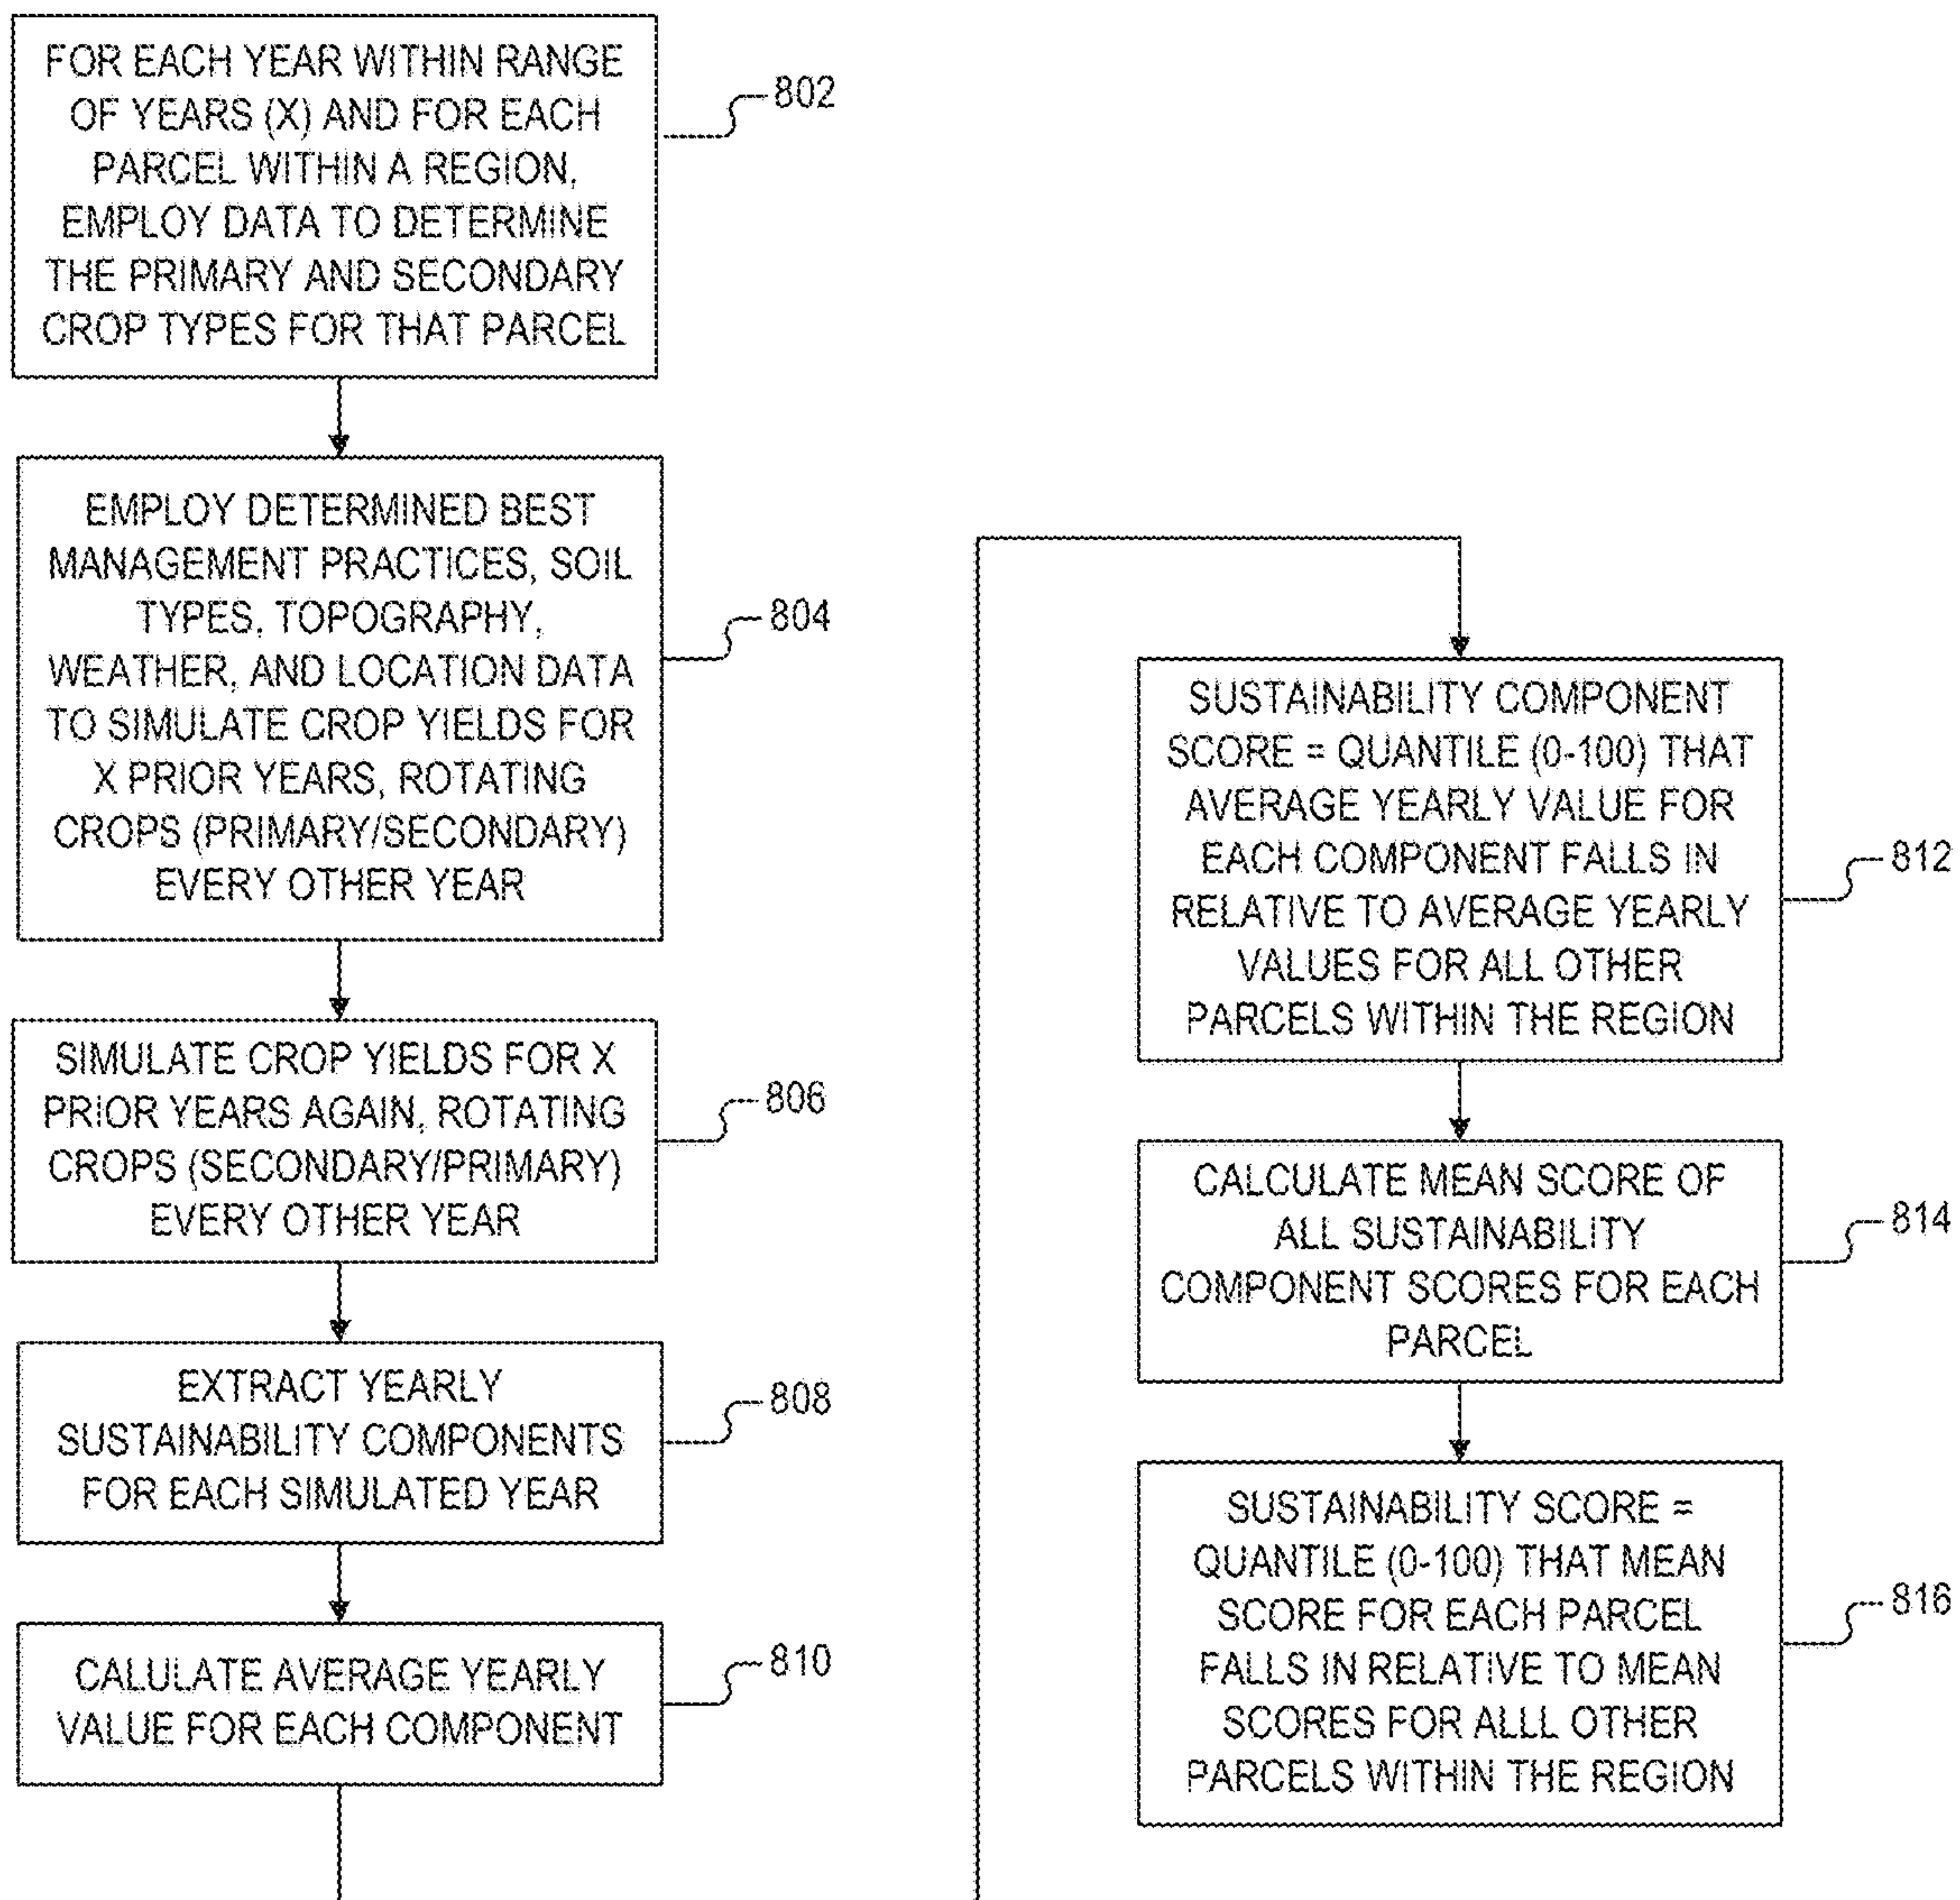 FOR EACH YEAR WITHIN RANGE
OF YEARS (X) AND FOR EACH
PARCEL WITHIN A REGION,
EMPLOY DATA TO DETERMINE
THE PRIMARY AND SECONDARY
CROP TYPES FOR THAT PARCEL
802
EMPLOY DETERMINED BEST
MANAGEMENT PRACTICES, SOIL
TYPES, TOPOGRAPHY,
WEATHER, AND LOCATION DATA
TO SIMULATE CROP YIELDS FOR
X PRIOR YEARS, ROTATING
CROPS (PRIMARY/SECONDARY)
EVERY OTHER YEAR
804
SIMULATE CROP YIELDS FOR X
PRIOR YEARS AGAIN, ROTATING
CROPS (SECONDARY/PRIMARY)
EVERY OTHER YEAR
806
EXTRACT YEARLY
SUSTAINABILITY COMPONENTS
FOR EACH SIMULATED YEAR
808
CALULATE AVERAGE YEARLY
VALUE FOR EACH COMPONENT
810
SUSTAINABILITY COMPONENT
SCORE = QUANTILE (0-100) THAT
AVERAGE YEARLY VALUE FOR
EACH COMPONENT FALLS IN
RELATIVE TO AVERAGE YEARLY
VALUES FOR ALL OTHER
PARCELS WITHIN THE REGION
812
CALCULATE MEAN SCORE OF
ALL SUSTAINABILITY
COMPONENT SCORES FOR EACH
PARCEL
814
SUSTAINABILITY SCORE =
QUANTILE (0-100) THAT MEAN
SCORE FOR EACH PARCEL
FALLS IN RELATIVE TO MEAN
SCORES FOR ALLL OTHER
PARCELS WITHIN THE REGION
816